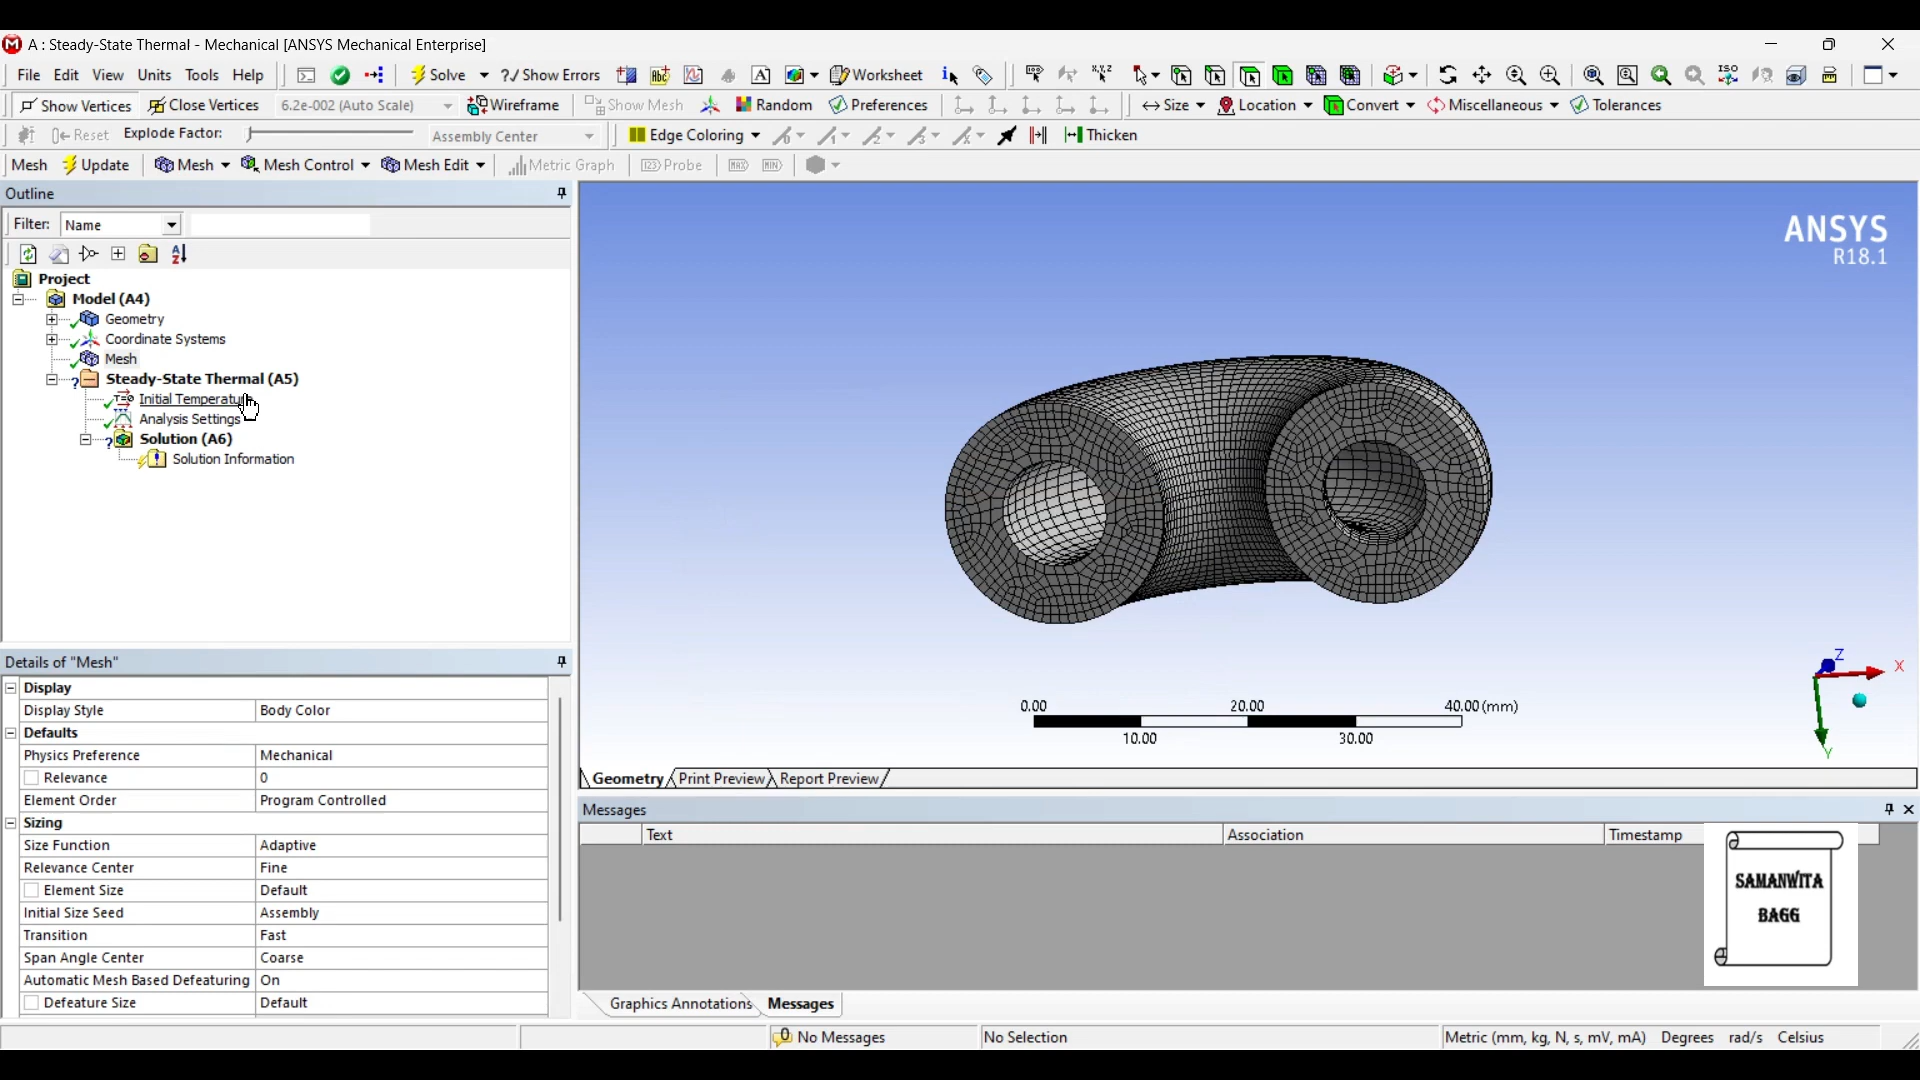 A : Steady-State Thermal - Mechanical [ANSYS Mechanical Enterprise]
File Edit View Units Tools Help Solve ?/ Show Errors Worksheet
Show Vertices Close Vertices 6.2e-002 (Auto Scale) Wireframe Show Mesh Random Preferences Size Location Convert Miscellaneous Tolerances
Reset Explode Factor: Assembly Center Edge Coloring Thicken
Mesh Update Mesh Mesh Control Mesh Edit Metric Graph Probe MAX MIN
Outline
Filter: Name
Project
Model (A4)
Geometry
Coordinate Systems
Mesh
Steady-State Thermal (A5)
Initial Temperatu
Analysis Settings
Solution (A6)
Solution Information
ANSYS
R18.1
Z
X
Y
0.00 20.00 40.00 (mm)
10.00 30.00
Details of "Mesh"
Display
Display Style Body Color
Defaults
Physics Preference Mechanical
Relevance 0
Element Order Program Controlled
Sizing
Size Function Adaptive
Relevance Center Fine
Element Size Default
Initial Size Seed Assembly
Transition Fast
Span Angle Center Coarse
Automatic Mesh Based Defeaturing On
Defeature Size Default
Geometry Print Preview Report Preview
Messages
Text Association Timestamp
SAMANWITA
BAGG
Graphics Annotations Messages
0 No Messages No Selection Metric (mm, kg, N, s, mV, mA) Degrees rad/s Celsius